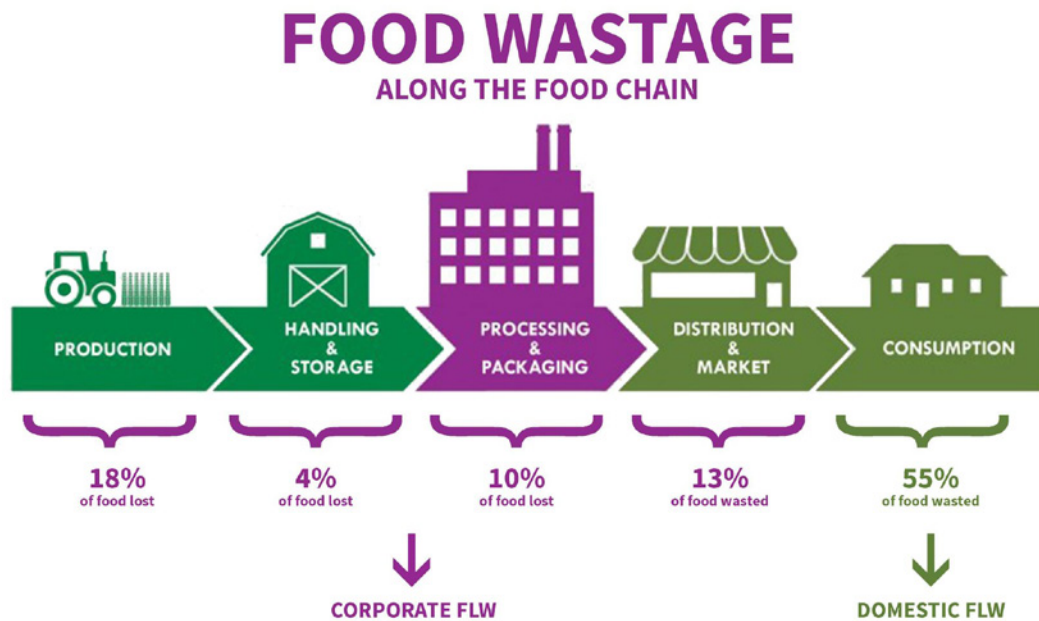 FOOD WASTAGE
ALONG THE FOOD CHAIN
PRODUCTION
HANDLING
&
STORAGE
PROCESSING
&
PACKAGING
DISTRIBUTION
&
MARKET
CONSUMPTION
18%
of food lost
4%
of food lost
10%
of food lost
13%
of food wasted
55%
of food wasted
CORPORATE FLW
DOMESTIC FLW